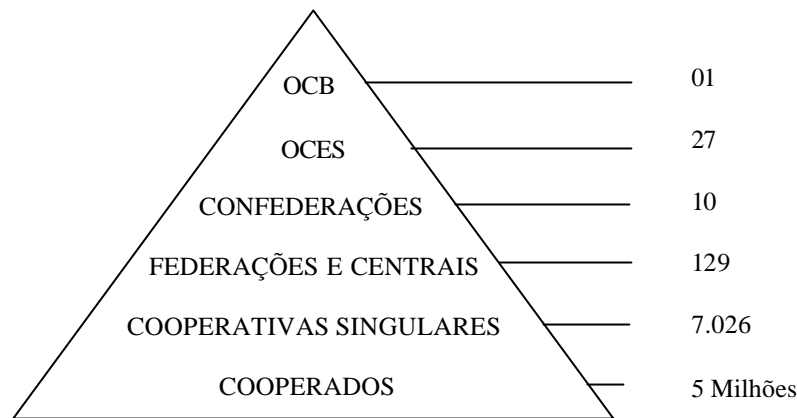 OCB 01
OCES 27
CONFEDERAÇÕES 10
FEDERAÇÕES E CENTRAIS 129
COOPERATIVAS SINGULARES 7.026
COOPERADOS 5 Milhões